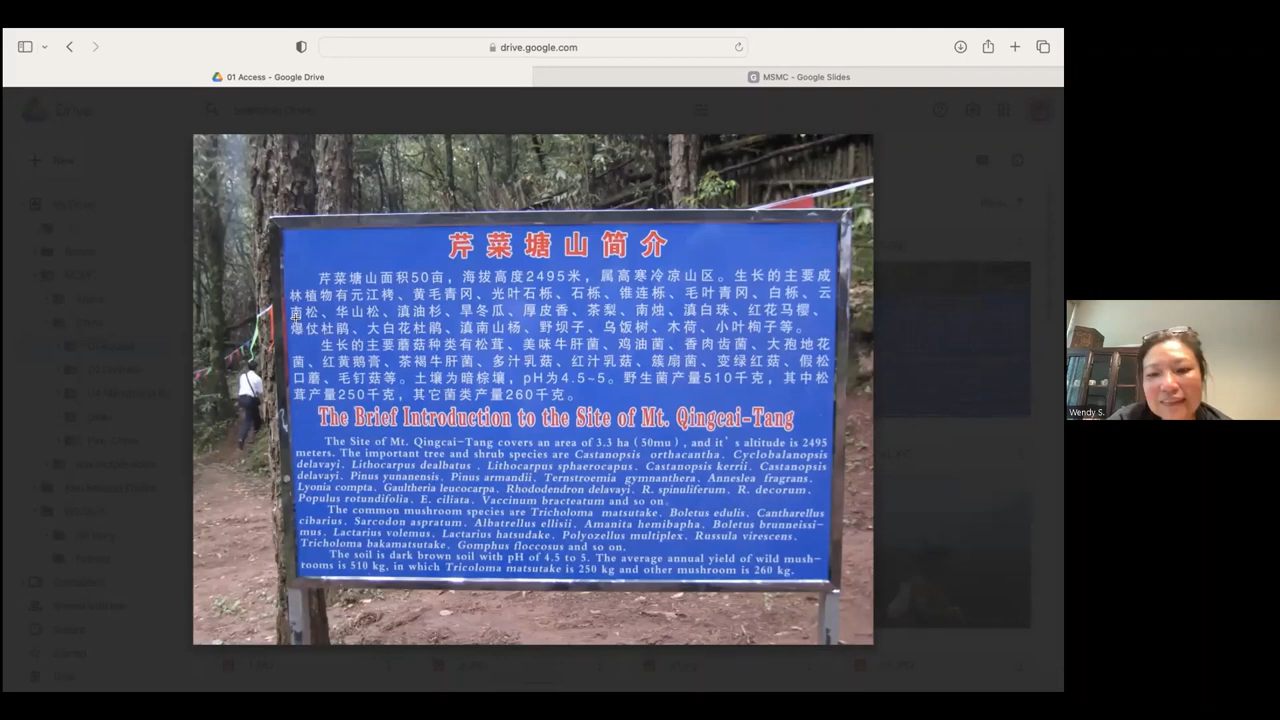 drive.google.com
01 Access - Google Drive
MSMC - Google Slides
Drive
New
芹菜塘山简介
芹菜塘山面积50亩，海拔高度2495米，属高寒冷凉山区。生长的主要成
林植物有元江栲、黄毛青冈、光叶石栎、石栎、锥连栎、毛叶青冈、白栎、云
南松、华山松、滇油杉、旱冬瓜、厚皮香、茶梨、南烛、滇白珠、红花马樱、
爆仗杜鹃、大白花杜鹃、滇南山杨、野坝子、乌饭树、木荷、小叶栒子等。
生长的主要蘑菇种类有松茸、美味牛肝菌、鸡油菌、香肉齿菌、大孢地花
菌、红黄鹅膏、茶褐牛肝菌、多汁乳菇、红汁乳菇、簇扇菌、变绿红菇、假松
口蘑、毛钉菇等。土壤为暗棕壤，pH为4.5-5。野生菌产量510千克，其中松
茸产量250千克，其它菌类产量260千克。
The Brief Introduction to the Site of Mt. Qingcai-Tang
The Site of Mt. Qingcai-Tang covers an area of 3.3 ha (50mu), and it's altitude is 2495
meters. The important tree and shrub species are Castanopsis orthacantha. Cyclobalanopsis
delavayi. Lithocarpus dealbatus. Lithocarpus sphaerocapus. Castanopsis kerrii. Castanopsis
delavayi. Pinus yunanensis. Pinus armandii. Ternstroemia gymnanthera. Anneslea fragrans.
Lyonia compta. Gaultheria leucocarpa. Rhododendron delavayi. R. spinuliferum. R. decorum.
Populus rotundifolia. E. ciliata. Vaccinum bracteatum and so on.
The common mushroom species are Tricholoma matsutake. Boletus edulis. Cantharellus
cibarius. Sarcodon aspratum. Albatrellus ellisii. Amanita hemibapha. Boletus brunneissi-
mus. Lactarius volemus. Lactarius hatsudake. Polyozellus multiplex. Russula virescens.
Tricholoma bakamatsutake. Gomphus floccosus and so on.
The soil is dark brown soil with pH of 4.5 to 5. The average annual yield of wild mush-
rooms is 510 kg, in which Tricoloma matsutake is 250 kg and other mushroom is 260 kg.
Wendy S.